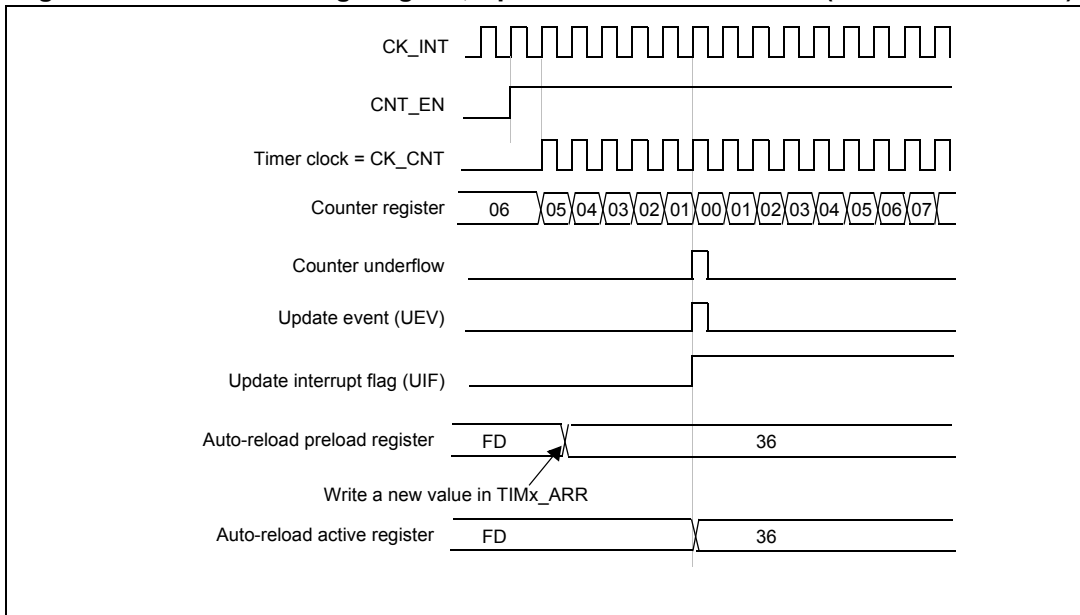 CK_INT
CNT_EN
Timer clock = CK_CNT
Counter register 06 05 04 03 02 01 00 01 02 03 04 05 06 07
Counter underflow
Update event (UEV)
Update interrupt flag (UIF)
Auto-reload preload register FD 36
Write a new value in TIMx_ARR
Auto-reload active register FD 36